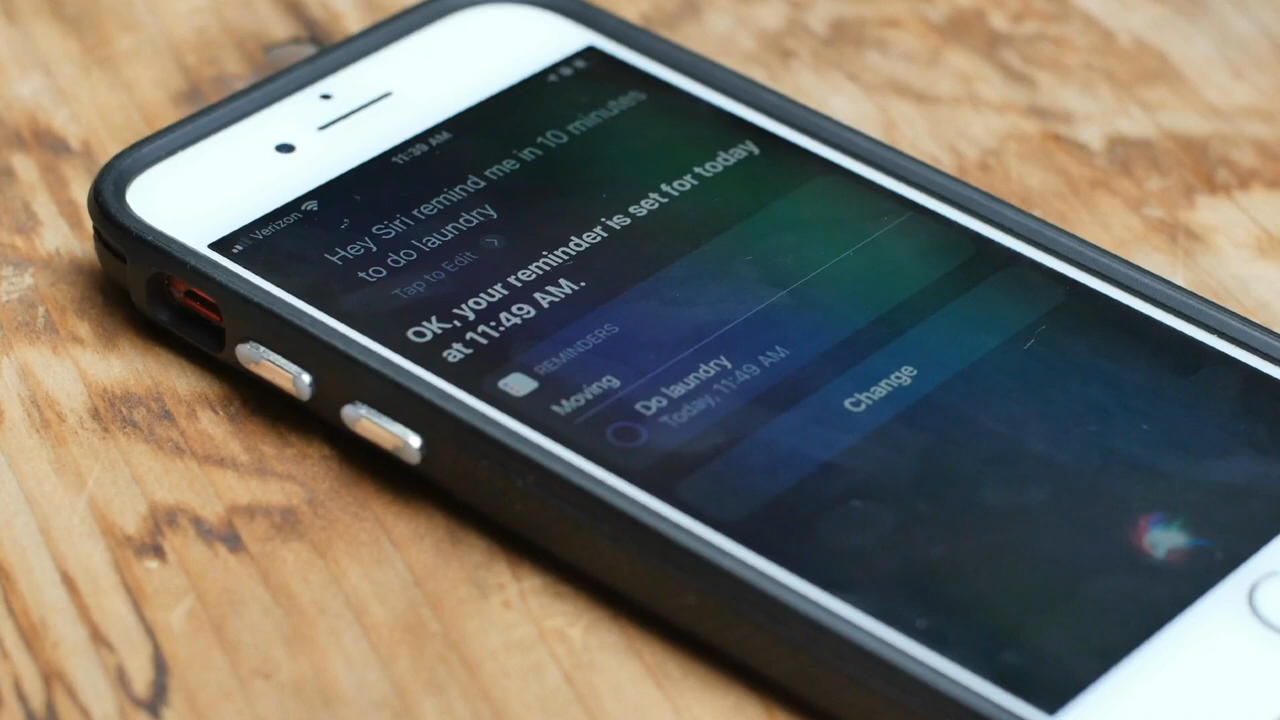 Verizon
11:39 AM
Hey Siri remind me in 10 minutes
to do laundry
Tap to Edit
OK, your reminder is set for today
at 11:49 AM.
REMINDERS
Moving
Do laundry
Today, 11:49 AM
Change